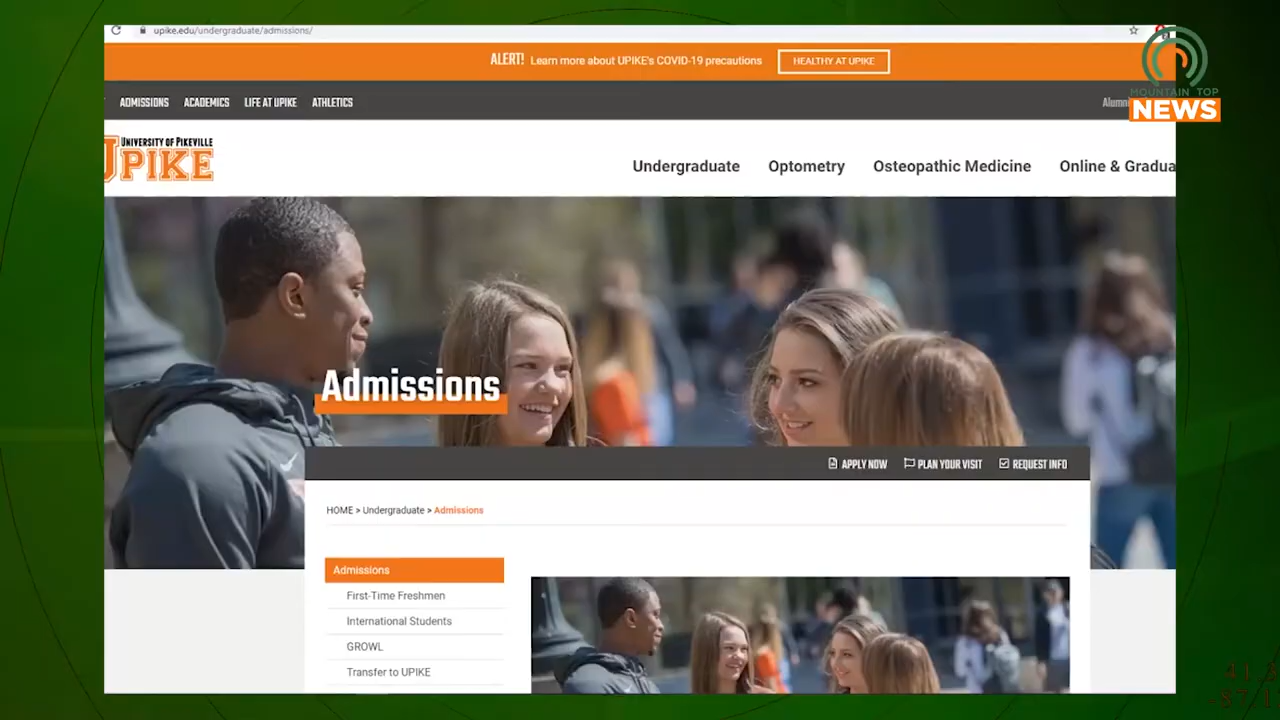 upike.edu/undergraduate/admissions/
ALERT! Learn more about UPIKE's COVID-19 precautions HEALTHY AT UPIKE
MOUNTAIN TOP
NEWS
ADMISSIONS ACADEMICS LIFE AT UPIKE ATHLETICS
UNIVERSITY OF PIKEVILLE
UPIKE
Undergraduate Optometry Osteopathic Medicine Online & Gradua
Admissions
APPLY NOW PLAN YOUR VISIT REQUEST INFO
HOME > Undergraduate > Admissions
Admissions
First-Time Freshmen
International Students
GROWL
Transfer to UPIKE